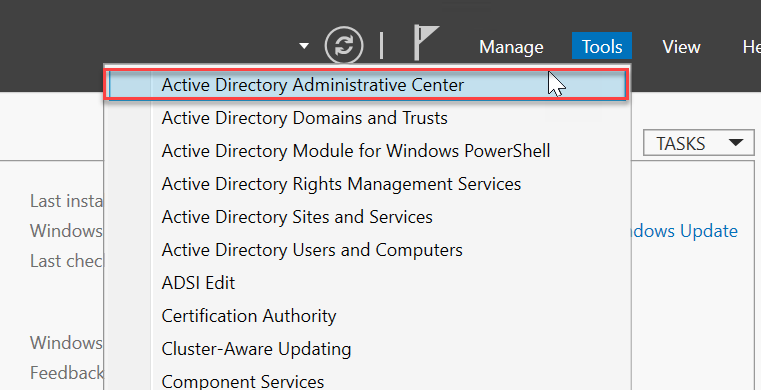 Manage Tools View He
Active Directory Administrative Center
Active Directory Domains and Trusts
TASKS
Active Directory Module for Windows PowerShell
Active Directory Rights Management Services
Last insta
Active Directory Sites and Services
Windows
dows Update
Active Directory Users and Computers
Last chec
ADSI Edit
Certification Authority
Windows
Cluster-Aware Updating
Feedback
Component Services